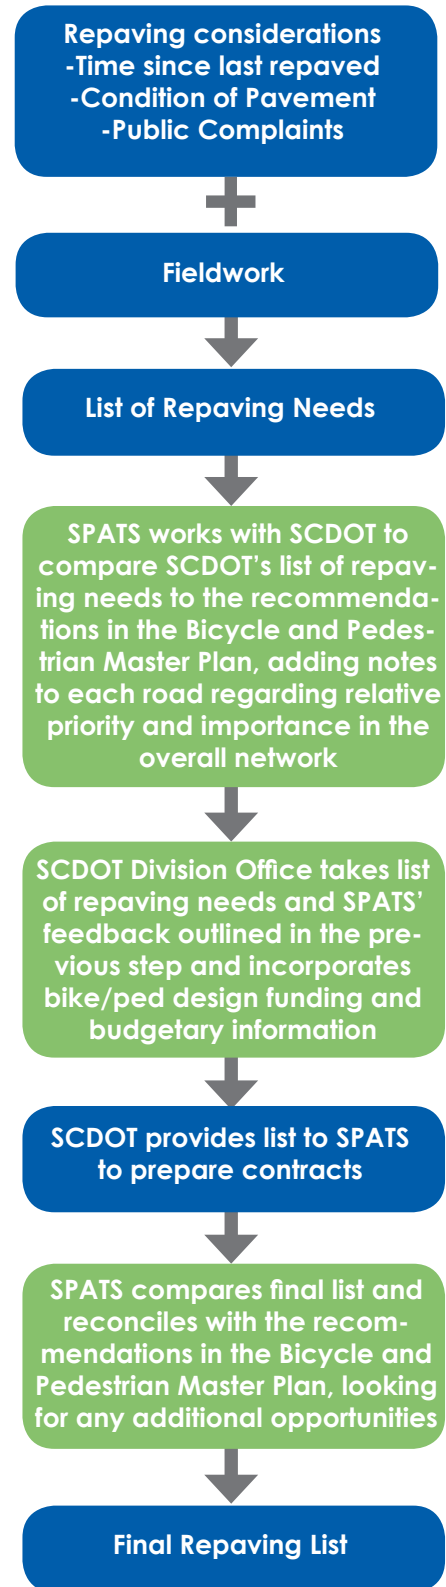 Repaving considerations
-Time since last repaved
-Condition of Pavement
-Public Complaints
Fieldwork
List of Repaving Needs
SPATS works with SCDOT to
compare SCDOT’s list of repav-
ing needs to the recommenda-
tions in the Bicycle and Pedes-
trian Master Plan, adding notes
to each road regarding relative
priority and importance in the
overall network
SCDOT Division Office takes list
of repaving needs and SPATS’
feedback outlined in the pre-
vious step and incorporates
bike/ped design funding and
budgetary information
SCDOT provides list to SPATS
to prepare contracts
SPATS compares final list and
reconciles with the recom-
mendations in the Bicycle and
Pedestrian Master Plan, looking
for any additional opportunities
Final Repaving List